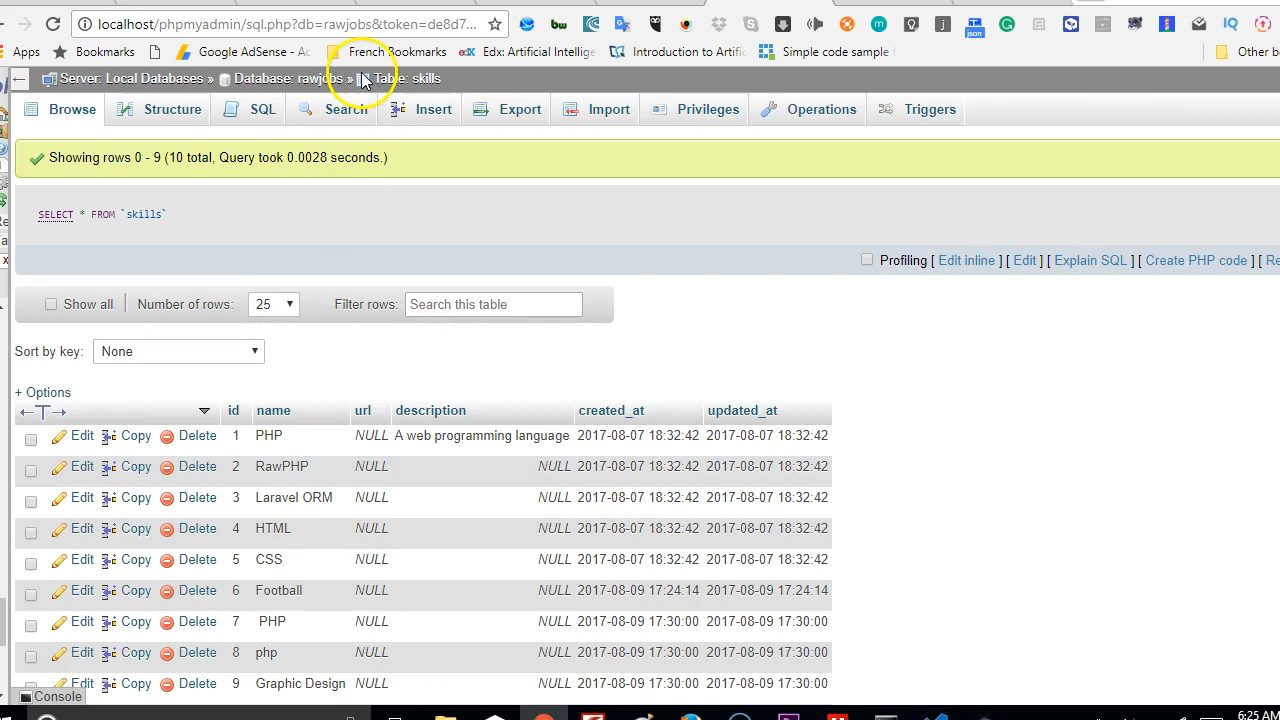 localhost/phpmyadmin/sql.php?db=rawjobs&token=de8d7...
Apps Bookmarks Google AdSense - Ac French Bookmarks Edx: Artificial Intellige Introduction to Artific Simple code sample Other b
Server: Local Databases » Database: rawjobs » Table: skills
Browse Structure SQL Search Insert Export Import Privileges Operations Triggers
Showing rows 0 - 9 (10 total, Query took 0.0028 seconds.)
SELECT * FROM `skills`
Profiling [ Edit inline ] [ Edit ] [ Explain SQL ] [ Create PHP code ] [ Re
Show all Number of rows: 25 Filter rows: Search this table
Sort by key: None
+ Options
←T→ id name url description created_at updated_at
Edit Copy Delete 1 PHP NULL A web programming language 2017-08-07 18:32:42 2017-08-07 18:32:42
Edit Copy Delete 2 RawPHP NULL NULL 2017-08-07 18:32:42 2017-08-07 18:32:42
Edit Copy Delete 3 Laravel ORM NULL NULL 2017-08-07 18:32:42 2017-08-07 18:32:42
Edit Copy Delete 4 HTML NULL NULL 2017-08-07 18:32:42 2017-08-07 18:32:42
Edit Copy Delete 5 CSS NULL NULL 2017-08-07 18:32:42 2017-08-07 18:32:42
Edit Copy Delete 6 Football NULL NULL 2017-08-09 17:24:14 2017-08-09 17:24:14
Edit Copy Delete 7 PHP NULL NULL 2017-08-09 17:30:00 2017-08-09 17:30:00
Edit Copy Delete 8 php NULL NULL 2017-08-09 17:30:00 2017-08-09 17:30:00
Edit Copy Delete 9 Graphic Design NULL NULL 2017-08-09 17:30:00 2017-08-09 17:30:00
Console
6:25 AM